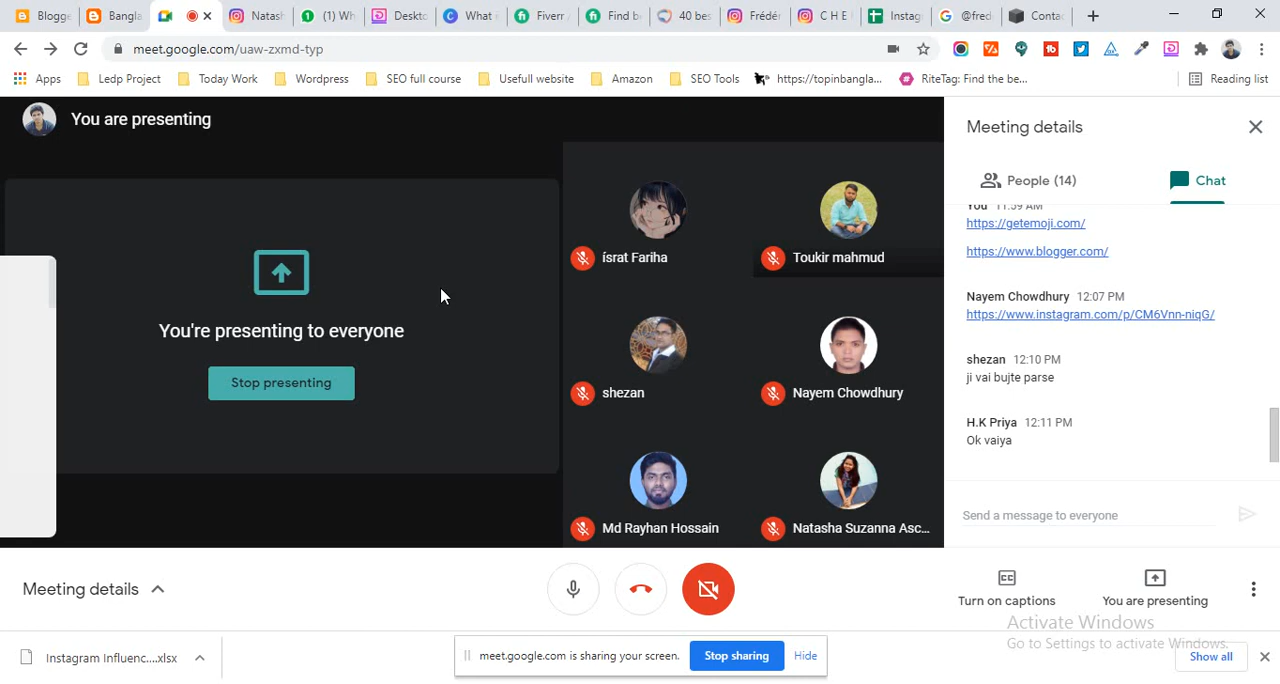 Blogge
Bangla
Natash
(1) Wh
Deskto
What
Fiverr
Find b
40 bes
Frédér
C H E
Instag
@fred
Conta
meet.google.com/uaw-zxmd-typ
Apps
Ledp Project
Today Work
Wordpress
SEO full course
Usefull website
Amazon
SEO Tools
https://topinbangla...
RiteTag: Find the be...
Reading list
You are presenting
You're presenting to everyone
Stop presenting
ísrat Fariha
Toukir mahmud
shezan
Nayem Chowdhury
Md Rayhan Hossain
Natasha Suzanna Asc...
Meeting details
People (14)
Chat
You 11:59 AM
https://getemoji.com/
https://www.blogger.com/
Nayem Chowdhury 12:07 PM
https://www.instagram.com/p/CM6Vnn-niqG/
shezan 12:10 PM
ji vai bujte parse
H.K Priya 12:11 PM
Ok vaiya
Send a message to everyone
Meeting details
Turn on captions
You are presenting
Activate Windows
Go to Settings to activate Windows.
Instagram Influenc....xlsx
meet.google.com is sharing your screen.
Stop sharing
Hide
Show all